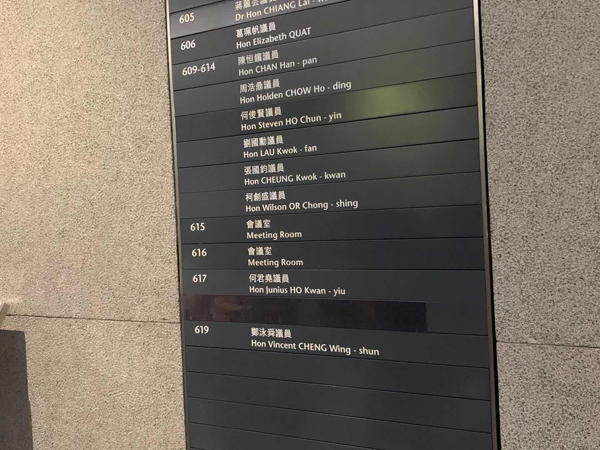 605
Dr Hon CHIANG Lai -
606
葛珮帆議員
Hon Elizabeth QUAT
609-614
陳恒鑌議員
Hon CHAN Han - pan
周浩鼎議員
Hon Holden CHOW Ho - ding
何俊賢議員
Hon Steven HO Chun - yin
劉國勳議員
Hon LAU Kwok - fan
張國鈞議員
Hon CHEUNG Kwok - kwan
柯創盛議員
Hon Wilson OR Chong - shing
615
會議室
Meeting Room
616
會議室
Meeting Room
617
何君堯議員
Hon Junius HO Kwan - yiu
619
鄭泳舜議員
Hon Vincent CHENG Wing - shun